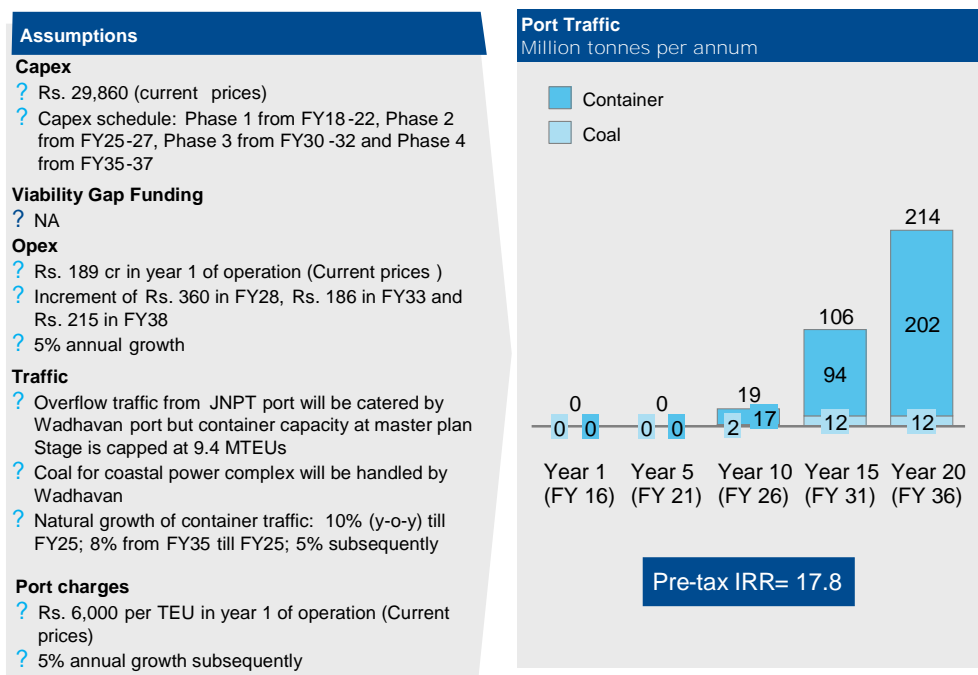 Assumptions
Capex
? Rs. 29,860 (current prices)
? Capex schedule: Phase 1 from FY18-22, Phase 2
from FY25-27, Phase 3 from FY30-32 and Phase 4
from FY35-37
Viability Gap Funding
? NA
Opex
? Rs. 189 cr in year 1 of operation (Current prices )
? Increment of Rs. 360 in FY28, Rs. 186 in FY33 and
Rs. 215 in FY38
? 5% annual growth
Traffic
? Overflow traffic from JNPT port will be catered by
Wadhavan port but container capacity at master plan
Stage is capped at 9.4 MTEUs
? Coal for coastal power complex will be handled by
Wadhavan
? Natural growth of container traffic: 10% (y-o-y) till
FY25; 8% from FY35 till FY25; 5% subsequently
Port charges
? Rs. 6,000 per TEU in year 1 of operation (Current
prices)
? 5% annual growth subsequently
Port Traffic
Million tonnes per annum
Container
Coal
214
106
202
94
19
0 0
0 0 0 0 2 17 12 12
Year 1 Year 5 Year 10 Year 15 Year 20
(FY 16) (FY 21) (FY 26) (FY 31) (FY 36)
Pre-tax IRR= 17.8